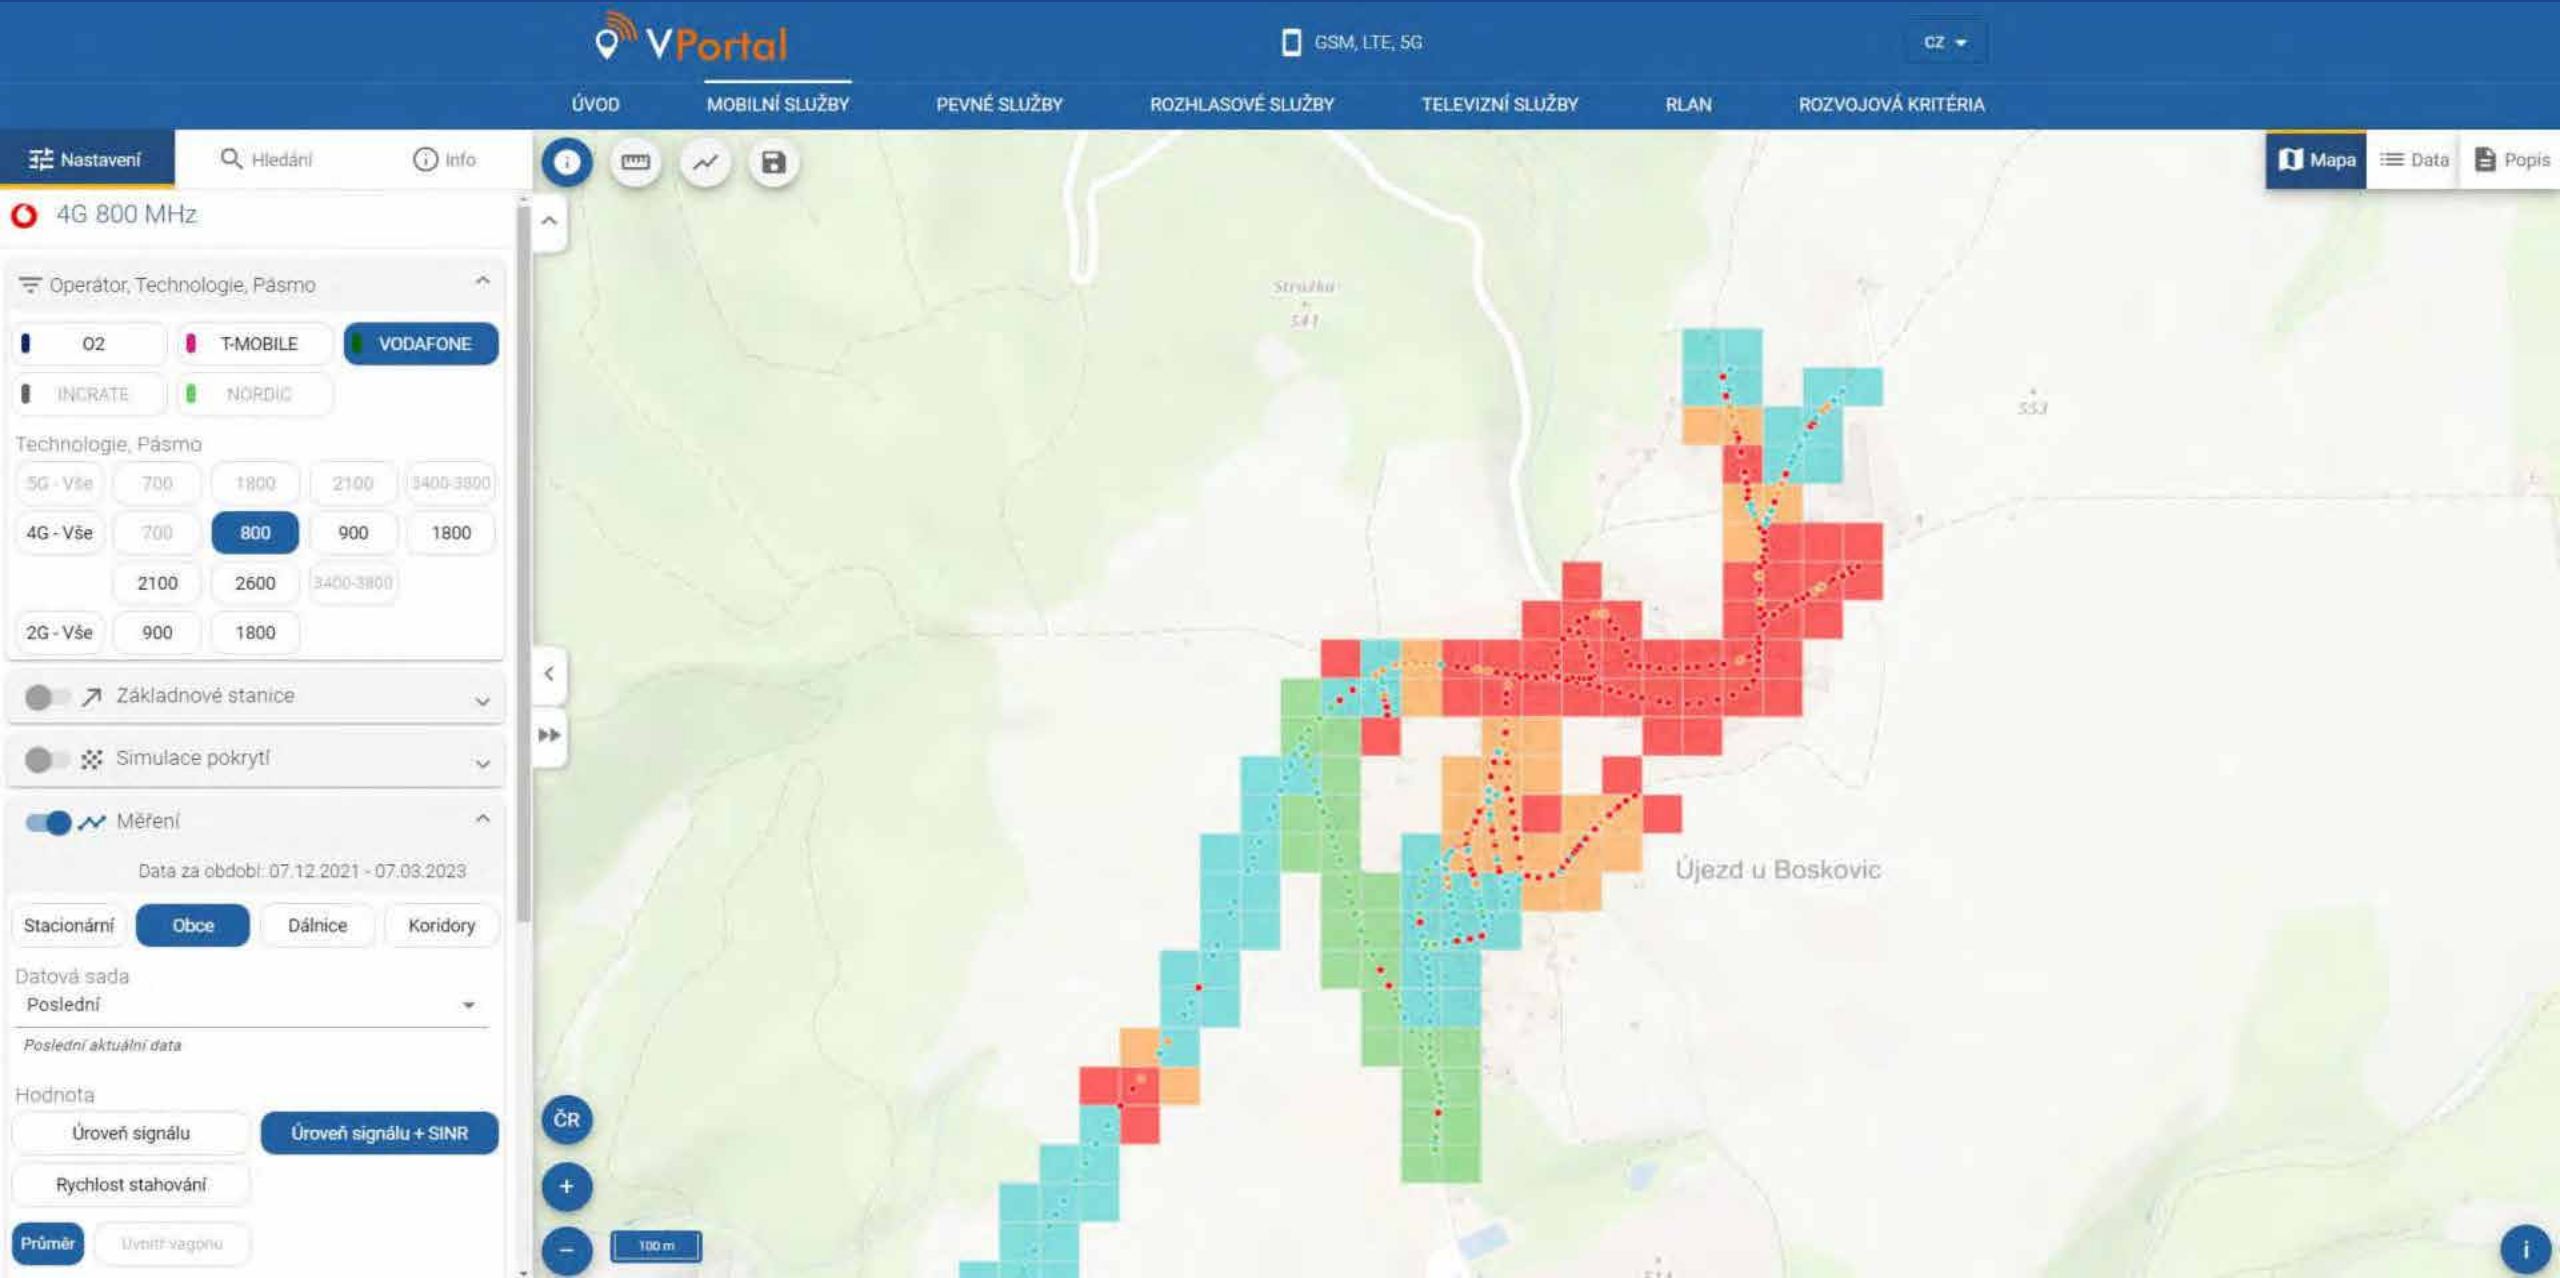 VPortal
GSM, LTE, 5G
CZ
ÚVOD
MOBILNÍ SLUŽBY
PEVNÉ SLUŽBY
ROZHLASOVÉ SLUŽBY
TELEVIZNÍ SLUŽBY
RLAN
ROZVOJOVÁ KRITÉRIA
Nastavení
Hledání
Info
Mapa
Data
Popis
4G 800 MHz
Operátor, Technologie, Pásmo
O2
T-MOBILE
VODAFONE
INCRATE
NORDIC
Technologie, Pásmo
5G - Vše
700
1800
2100
3400-3800
4G - Vše
700
800
900
1800
2100
2600
3400-3800
2G - Vše
900
1800
Základnové stanice
Simulace pokrytí
Měření
Data za období: 07.12.2021 - 07.03.2023
Stacionární
Obce
Dálnice
Koridory
Datová sada
Poslední
Poslední aktuální data
Hodnota
Úroveň signálu
Úroveň signálu + SINR
Rychlost stahování
Průměr
Uvnitř vagonu
Stražka
541
553
Újezd u Boskovic
ČR
+
−
100 m
i